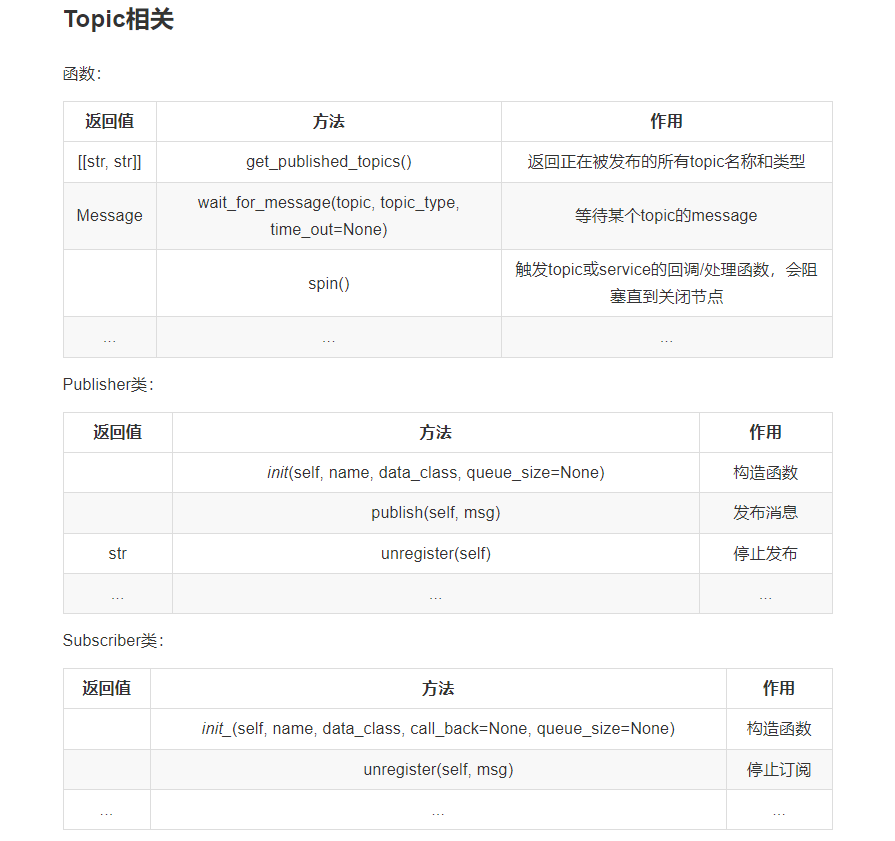 Topic相关
函数：
返回值 方法 作用
[[str, str]] get_published_topics() 返回正在被发布的所有topic名称和类型
Message wait_for_message(topic, topic_type, time_out=None) 等待某个topic的message
spin() 触发topic或service的回调/处理函数，会阻塞直到关闭节点
... ... ...
Publisher类：
返回值 方法 作用
init(self, name, data_class, queue_size=None) 构造函数
publish(self, msg) 发布消息
str unregister(self) 停止发布
... ... ...
Subscriber类：
返回值 方法 作用
init_(self, name, data_class, call_back=None, queue_size=None) 构造函数
unregister(self, msg) 停止订阅
... ... ...